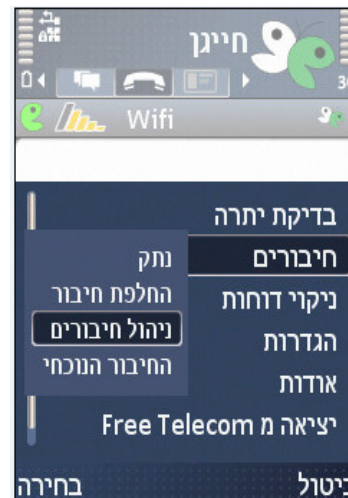 חייגן
Wifi
בדיקת יתרה
חיבורים
ניקוי דוחות
הגדרות
אודות
יציאה מ Free Telecom
נתק
החלפת חיבור
ניהול חיבורים
החיבור הנוכחי
ביטול
בחירה